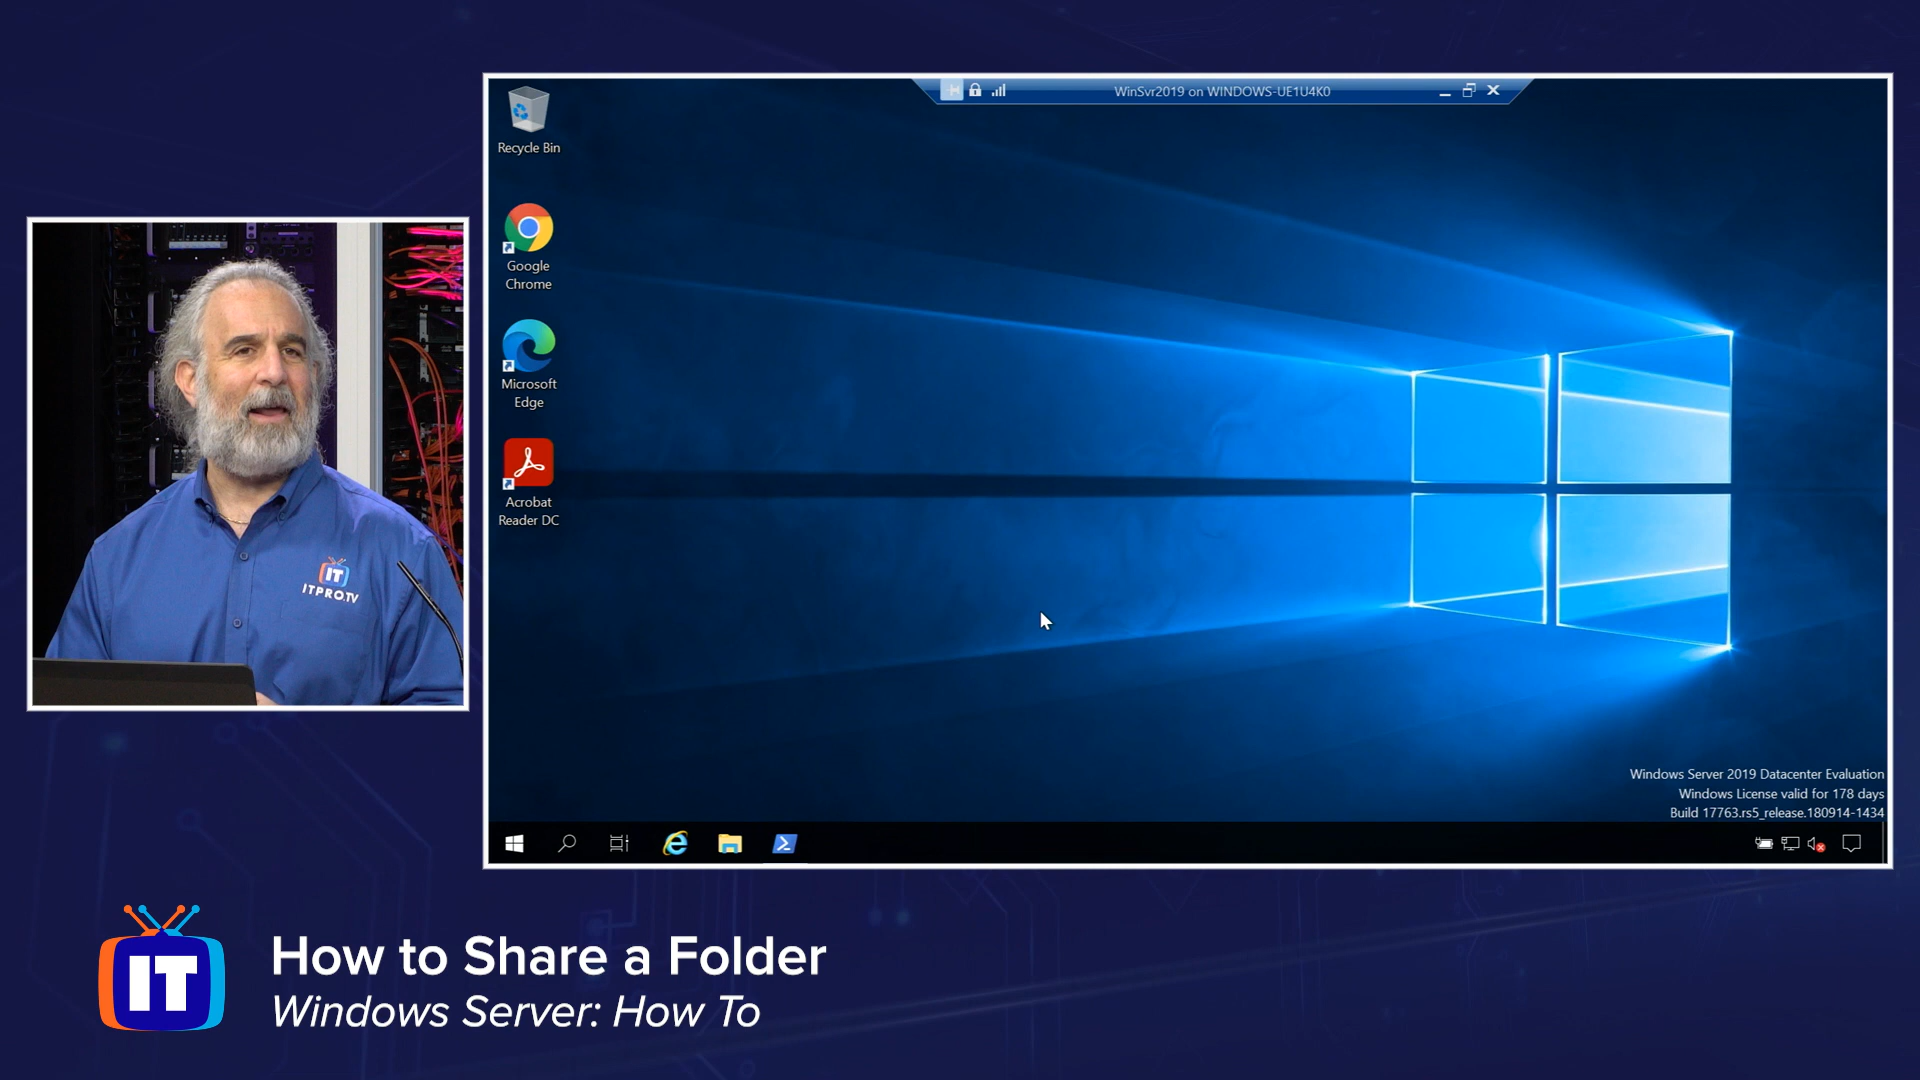 WinSvr2019 on WINDOWS-UE1U4K0
Recycle Bin
Google
Chrome
Microsoft
Edge
Acrobat
Reader DC
IT
ITPRO.TV
Windows Server 2019 Datacenter Evaluation
Windows License valid for 178 days
Build 17763.rs5_release.180914-1434
IT
How to Share a Folder
Windows Server: How To